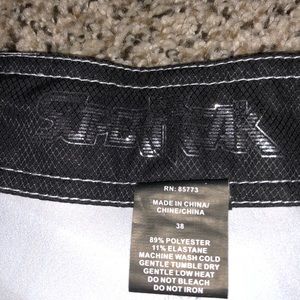 RN: 85773
MADE IN CHINA/
CHINE/CHINA
38
89% POLYESTER
11% ELASTANE
MACHINE WASH COLD
GENTLE TUMBLE DRY
GENTLE LOW HEAT
DO NOT BLEACH
DO NOT IRON